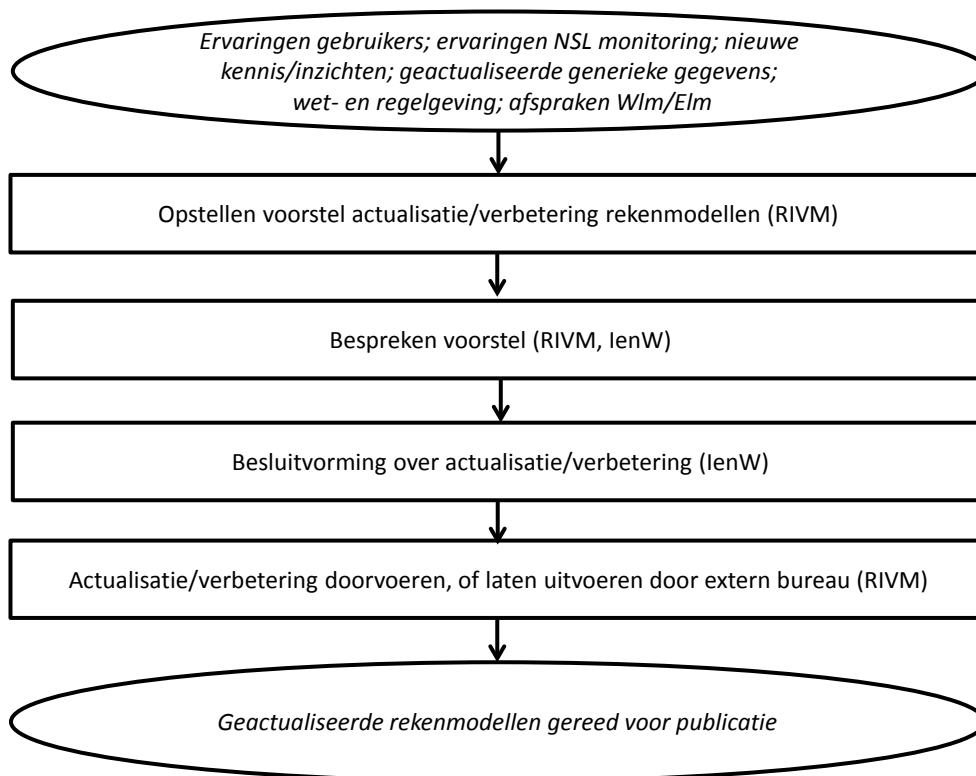 Ervaringen gebruikers; ervaringen NSL monitoring; nieuwe
kennis/inzichten; geactualiseerde generieke gegevens;
wet- en regelgeving; afspraken Wlm/Elm
Opstellen voorstel actualisatie/verbetering rekenmodellen (RIVM)
Bespreken voorstel (RIVM, IenW)
Besluitvorming over actualisatie/verbetering (IenW)
Actualisatie/verbetering doorvoeren, of laten uitvoeren door extern bureau (RIVM)
Geactualiseerde rekenmodellen gereed voor publicatie